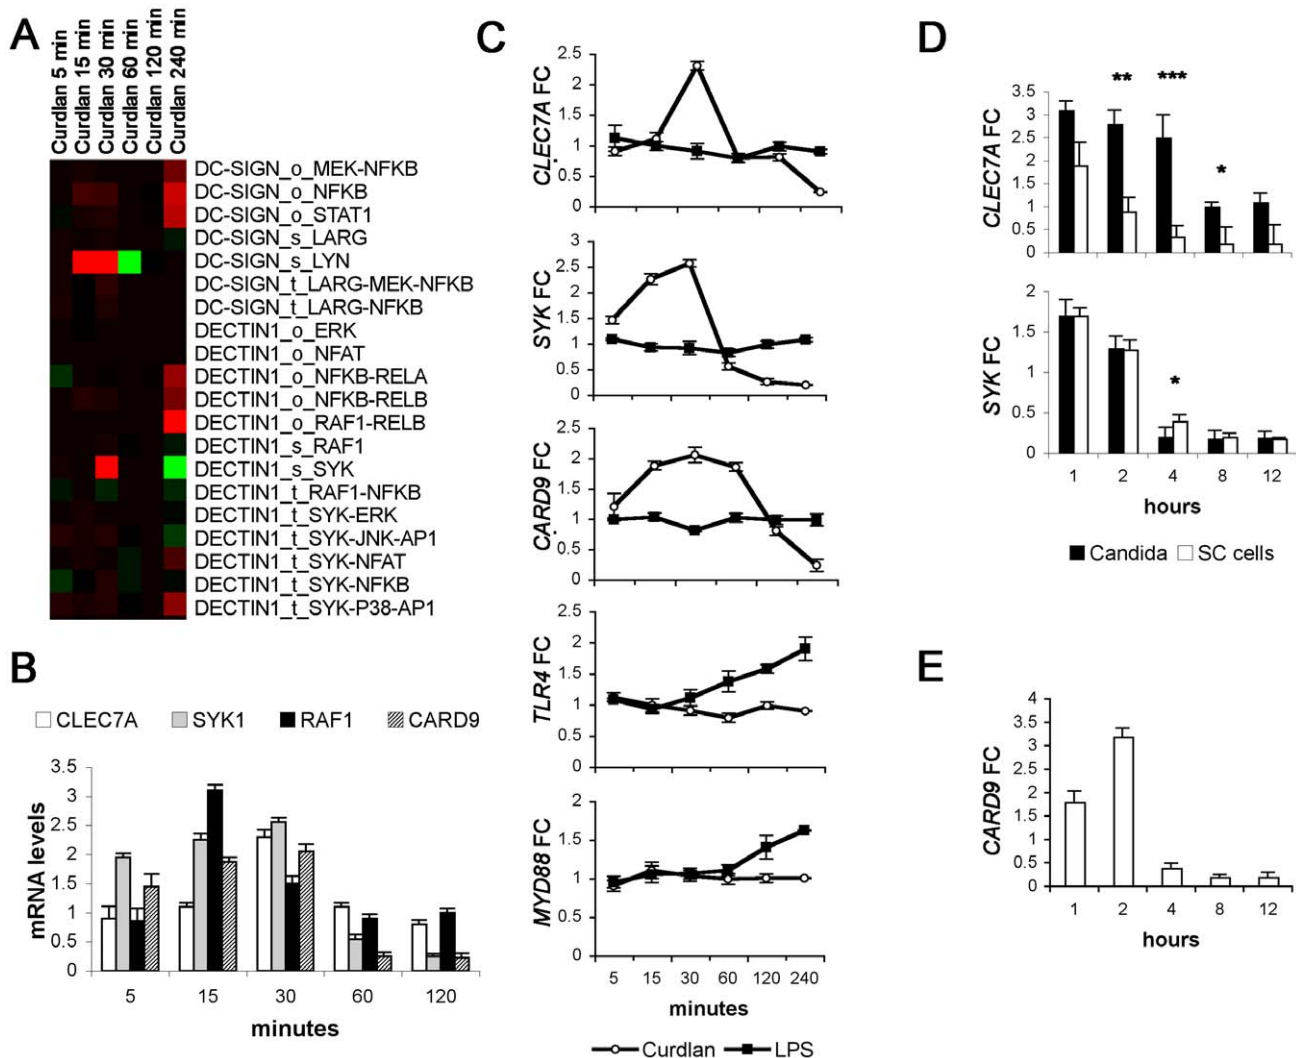 A
Curdlan 5 min
Curdlan 15 min
Curdlan 30 min
Curdlan 60 min
Curdlan 120 min
Curdlan 240 min
DC-SIGN_o_MEK-NFKB
DC-SIGN_o_NFKB
DC-SIGN_o_STAT1
DC-SIGN_s_LARG
DC-SIGN_s_LYN
DC-SIGN_t_LARG-MEK-NFKB
DC-SIGN_t_LARG-NFKB
DECTIN1_o_ERK
DECTIN1_o_NFAT
DECTIN1_o_NFKB-RELA
DECTIN1_o_NFKB-RELB
DECTIN1_o_RAF1-RELB
DECTIN1_s_RAF1
DECTIN1_s_SYK
DECTIN1_t_RAF1-NFKB
DECTIN1_t_SYK-ERK
DECTIN1_t_SYK-JNK-AP1
DECTIN1_t_SYK-NFAT
DECTIN1_t_SYK-NFKB
DECTIN1_t_SYK-P38-AP1
B
CLEC7A SYK1 RAF1 CARD9
mRNA levels
3.5
3
2.5
2
1.5
1
0.5
0
5 15 30 60 120
minutes
C
CLEC7A FC
2.5
2
1.5
1
0.5
0
SYK FC
3
2.5
2
1.5
1
0.5
0
CARD9 FC
2.5
2
1.5
1
0.5
0
TLR4 FC
2.5
2
1.5
1
0.5
0
MYD88 FC
2
1.5
1
0.5
0
5 15 30 60 120 240
minutes
Curdlan LPS
D
CLEC7A FC
3.5
3
2.5
2
1.5
1
0.5
0
** ***
*
SYK FC
2
1.5
1
0.5
0
*
1 2 4 8 12
hours
Candida SC cells
E
CARD9 FC
4
3.5
3
2.5
2
1.5
1
0.5
0
1 2 4 8 12
hours